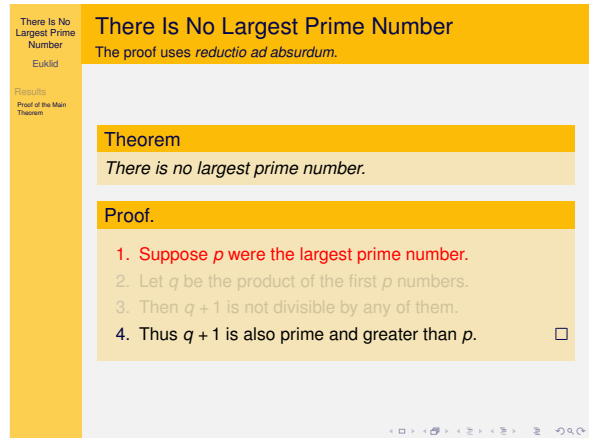 There Is No
Largest Prime
Number
Euklid
Results
Proof of the Main
Theorem
There Is No Largest Prime Number
The proof uses reductio ad absurdum.
Theorem
There is no largest prime number.
Proof.
1. Suppose p were the largest prime number.
2. Let q be the product of the first p numbers.
3. Then q + 1 is not divisible by any of them.
4. Thus q + 1 is also prime and greater than p.